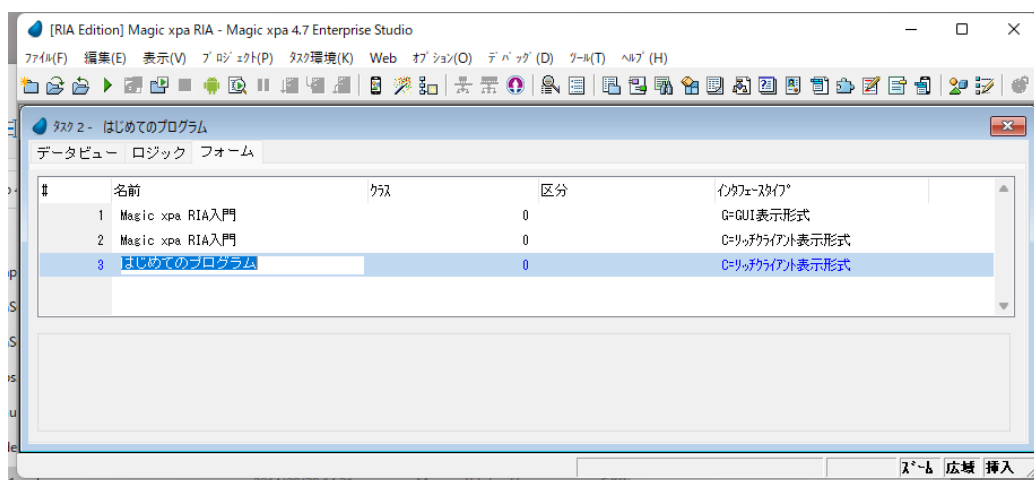 [RIA Edition] Magic xpa RIA - Magic xpa 4.7 Enterprise Studio
ﾌｧｲﾙ(F) 編集(E) 表示(V) ﾌﾟﾛｼﾞｪｸﾄ(P) ﾀｽｸ環境(K) Web ｵﾌﾟｼｮﾝ(O) ﾃﾞﾊﾞｯｸﾞ(D) ﾂｰﾙ(T) ﾍﾙﾌﾟ(H)
ﾀｽｸ 2 - はじめてのプログラム
データビュー ロジック フォーム
# 名前 ｸﾗｽ 区分 ｲﾝﾀﾌｪｰｽﾀｲﾌﾟ
1 Magic xpa RIA入門 0 G=GUI表示形式
2 Magic xpa RIA入門 0 C=ﾘｯﾁｸﾗｲｱﾝﾄ表示形式
3 はじめてのプログラム 0 C=ﾘｯﾁｸﾗｲｱﾝﾄ表示形式
ｽﾞｰﾑ 広域 挿入